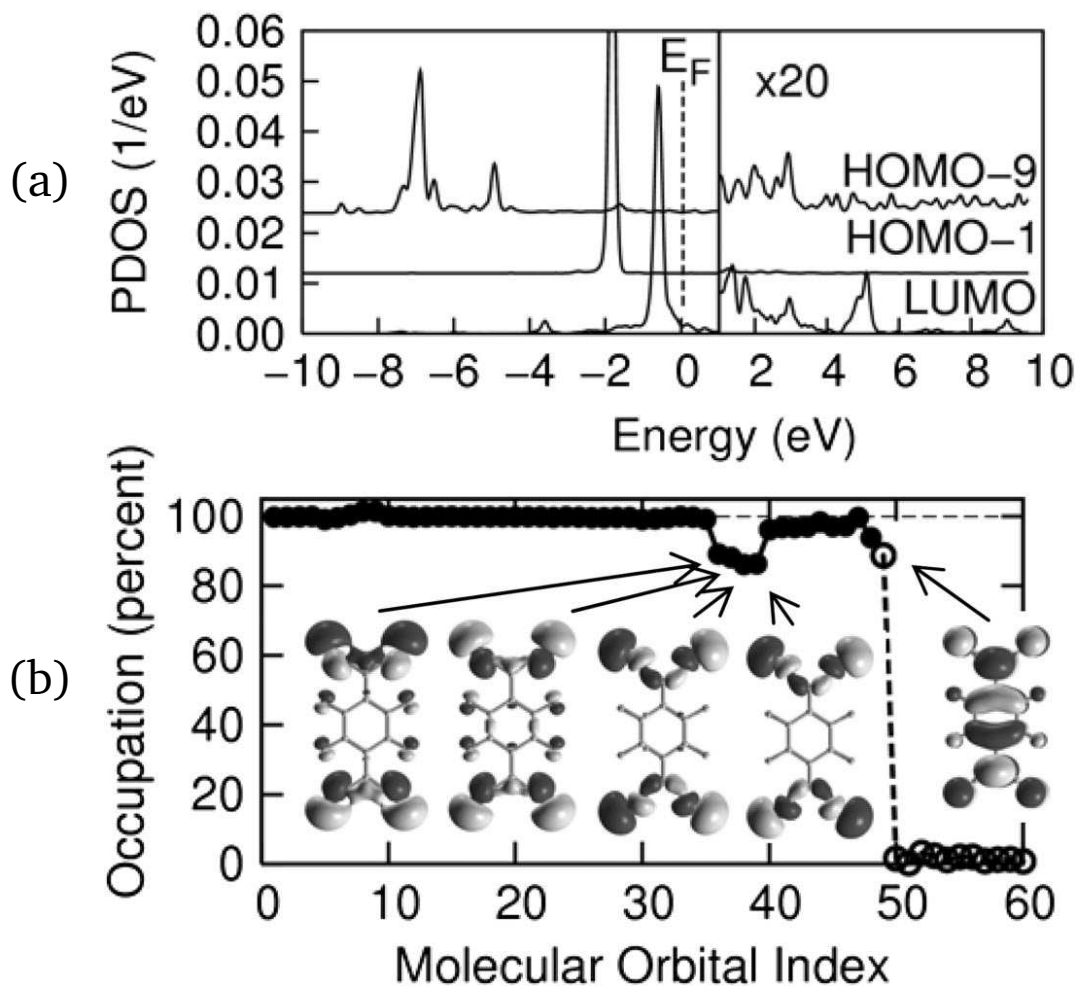 (a)
PDOS (1/eV)
0.06
0.05
0.04
0.03
0.02
0.01
0.00
E_F
x20
HOMO−9
HOMO−1
LUMO
−10 −8 −6 −4 −2 0 2 4 6 8 10
Energy (eV)
(b)
Occupation (percent)
100
80
60
40
20
0
0 10 20 30 40 50 60
Molecular Orbital Index